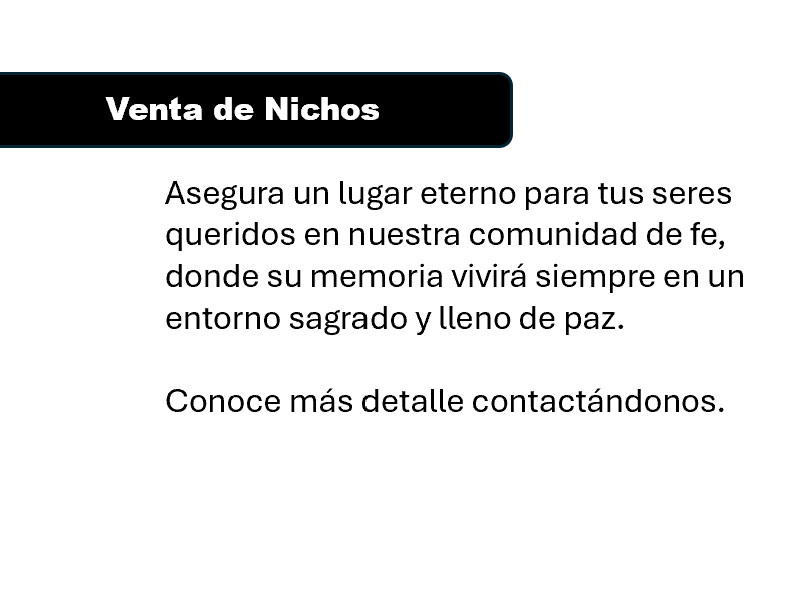 Venta de Nichos
Asegura un lugar eterno para tus seres
queridos en nuestra comunidad de fe,
donde su memoria vivirá siempre en un
entorno sagrado y lleno de paz.
Conoce más detalle contactándonos.